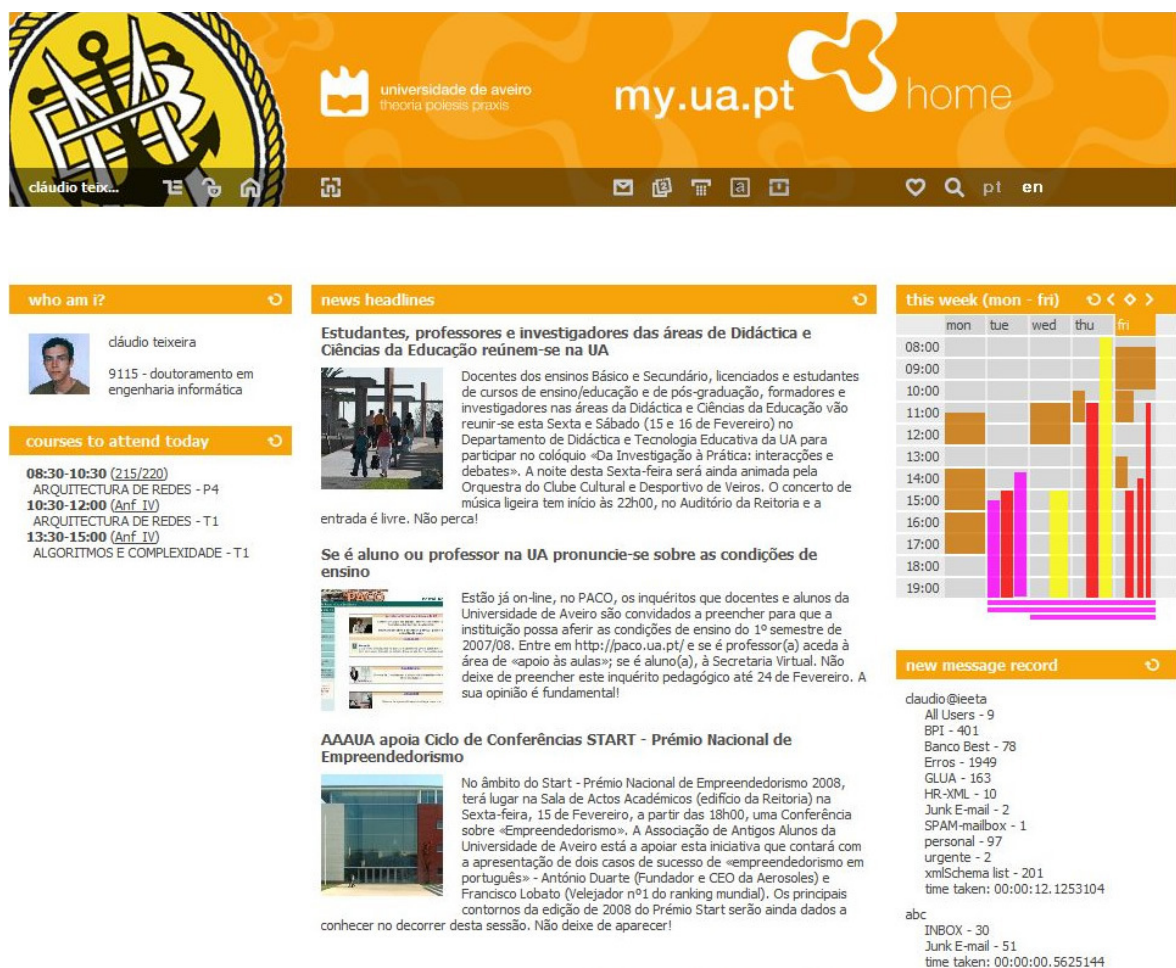 universidade de aveiro
theoria poiesis praxis
my.ua.pt
home
cláudio teix...
pt en
who am i?
cláudio teixeira
9115 - doutoramento em
engenharia informática
courses to attend today
08:30-10:30 (215/220)
ARQUITECTURA DE REDES - P4
10:30-12:00 (Anf IV)
ARQUITECTURA DE REDES - T1
13:30-15:00 (Anf IV)
ALGORITMOS E COMPLEXIDADE - T1
news headlines
Estudantes, professores e investigadores das áreas de Didáctica e
Ciências da Educação reúnem-se na UA
Docentes dos ensinos Básico e Secundário, licenciados e estudantes
de cursos de ensino/educação e de pós-graduação, formadores e
investigadores nas áreas da Didáctica e Ciências da Educação vão
reunir-se esta Sexta e Sábado (15 e 16 de Fevereiro) no
Departamento de Didáctica e Tecnologia Educativa da UA para
participar no colóquio «Da Investigação à Prática: interacções e
debates». A noite desta Sexta-feira será ainda animada pela
Orquestra do Clube Cultural e Desportivo de Veiros. O concerto de
música ligeira tem início às 22h00, no Auditório da Reitoria e a
entrada é livre. Não perca!
Se é aluno ou professor na UA pronuncie-se sobre as condições de
ensino
PACO
Estão já on-line, no PACO, os inquéritos que docentes e alunos da
Universidade de Aveiro são convidados a preencher para que a
instituição possa aferir as condições de ensino do 1º semestre de
2007/08. Entre em http://paco.ua.pt/ e se é professor(a) aceda à
área de «apoio às aulas»; se é aluno(a), à Secretaria Virtual. Não
deixe de preencher este inquérito pedagógico até 24 de Fevereiro. A
sua opinião é fundamental!
AAAUA apoia Ciclo de Conferências START - Prémio Nacional de
Empreendedorismo
No âmbito do Start - Prémio Nacional de Empreendedorismo 2008,
terá lugar na Sala de Actos Académicos (edifício da Reitoria) na
Sexta-feira, 15 de Fevereiro, a partir das 18h00, uma Conferência
sobre «Empreendedorismo». A Associação de Antigos Alunos da
Universidade de Aveiro está a apoiar esta iniciativa que contará com
a apresentação de dois casos de sucesso de «empreendedorismo em
português» - António Duarte (Fundador e CEO da Aerosoles) e
Francisco Lobato (Velejador nº1 do ranking mundial). Os principais
contornos da edição de 2008 do Prémio Start serão ainda dados a
conhecer no decorrer desta sessão. Não deixe de aparecer!
this week (mon - fri)
mon tue wed thu fri
08:00
09:00
10:00
11:00
12:00
13:00
14:00
15:00
16:00
17:00
18:00
19:00
new message record
claudio@ieeta
All Users - 9
BPI - 401
Banco Best - 78
Erros - 1949
GLUA - 163
HR-XML - 10
Junk E-mail - 2
SPAM-mailbox - 1
personal - 97
urgente - 2
xmlSchema list - 201
time taken: 00:00:12.1253104
abc
INBOX - 30
Junk E-mail - 51
time taken: 00:00:00.5625144